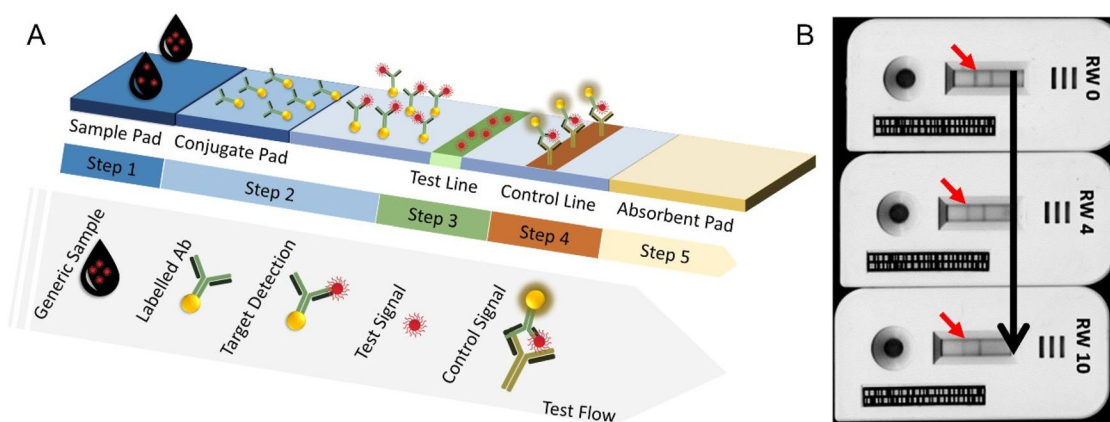 A
Sample Pad
Conjugate Pad
Test Line
Control Line
Absorbent Pad
Step 1
Step 2
Step 3
Step 4
Step 5
Generic Sample
Labelled Ab
Target Detection
Test Signal
Control Signal
Test Flow
B
RW 0
RW 4
RW 10